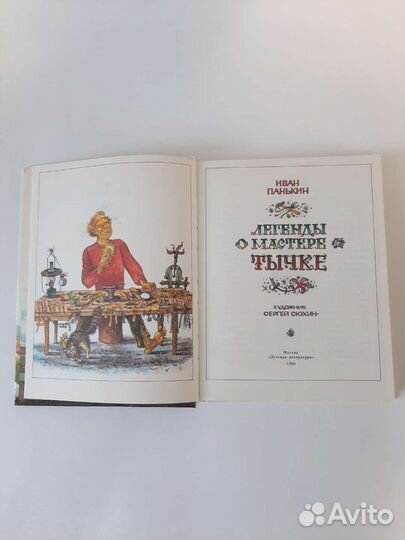 ИВАН
ПАНЬКИН
ЛЕГЕНДЫ
О МАСТЕРЕ
ТЫЧКЕ
ХУДОЖНИК
СЕРГЕЙ СЮХИН
Москва
«Детская литература»
Avito